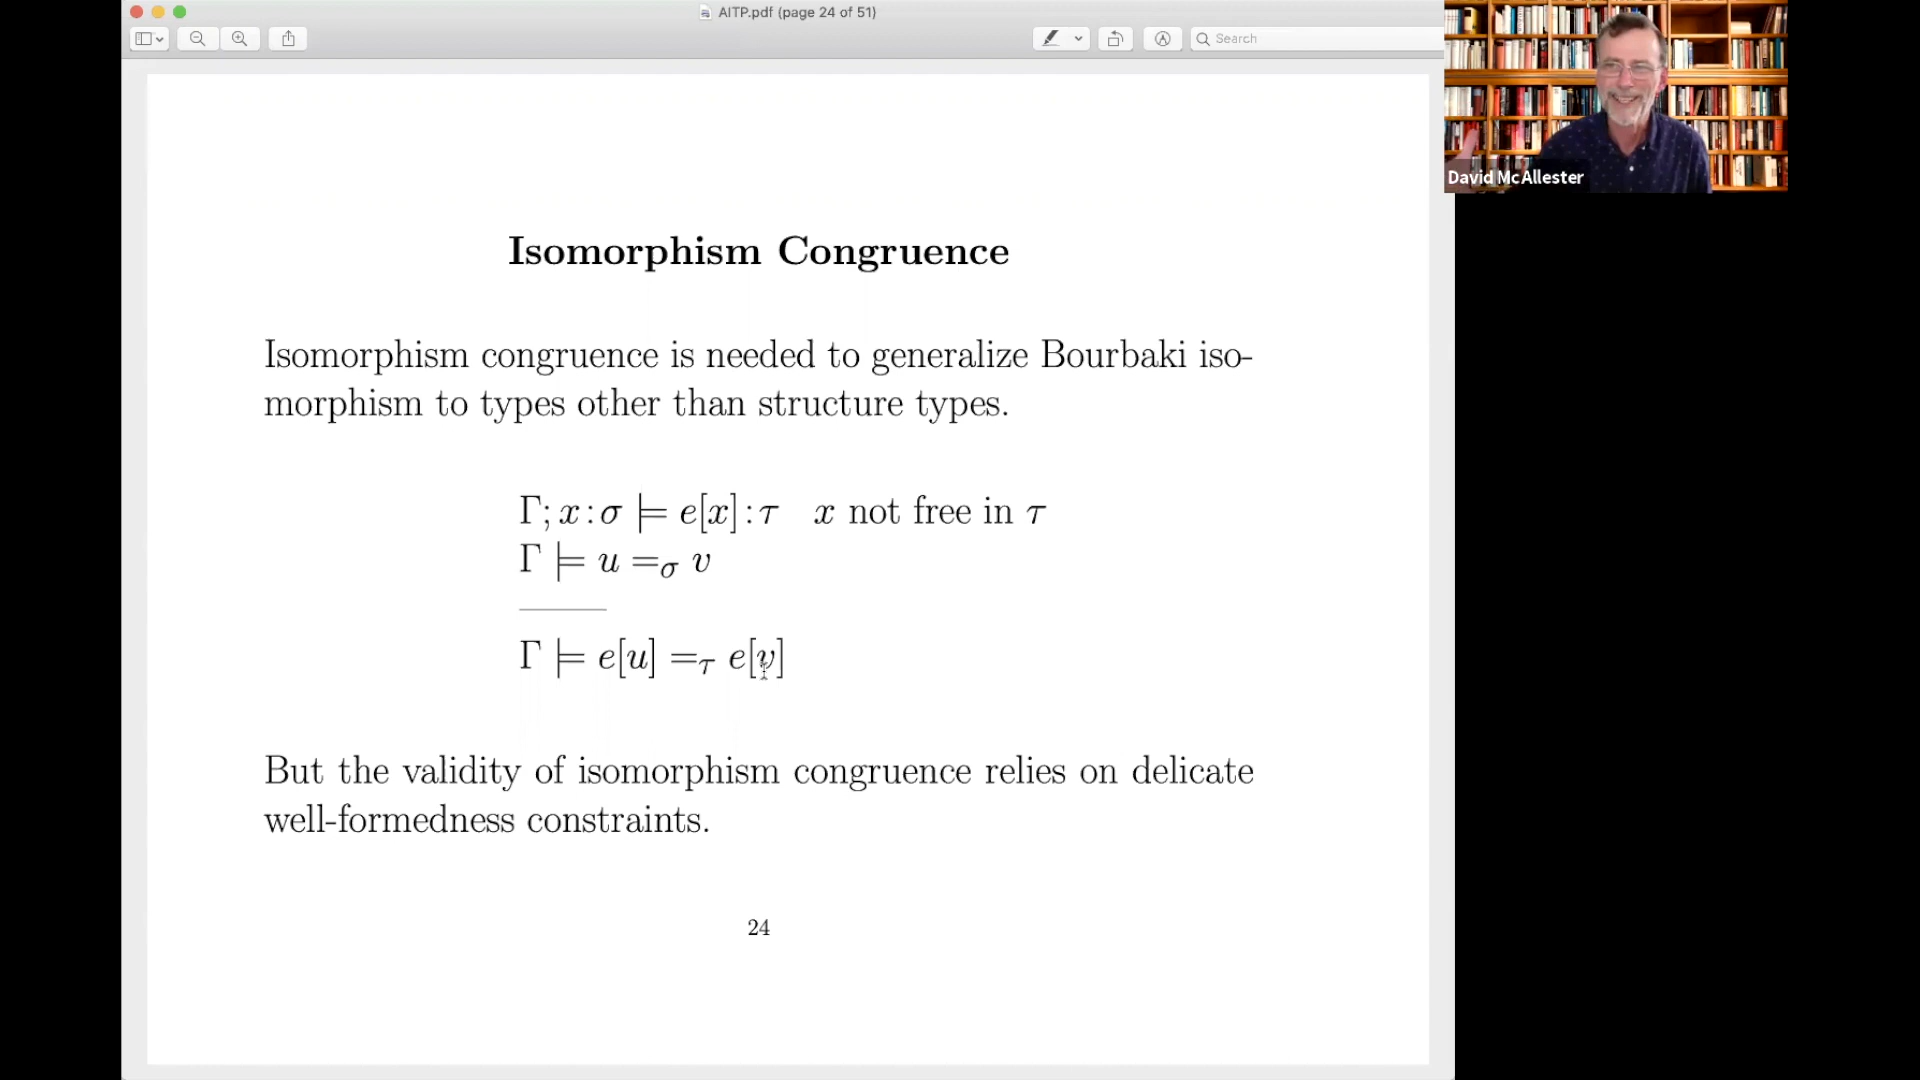 AITP.pdf (page 24 of 51)
Search
David McAllester
Isomorphism Congruence
Isomorphism congruence is needed to generalize Bourbaki iso-
morphism to types other than structure types.
Γ; x : σ ⊨ e[x] : τ   x not free in τ
Γ ⊨ u =_σ v
Γ ⊨ e[u] =_τ e[v]
But the validity of isomorphism congruence relies on delicate
well-formedness constraints.
24